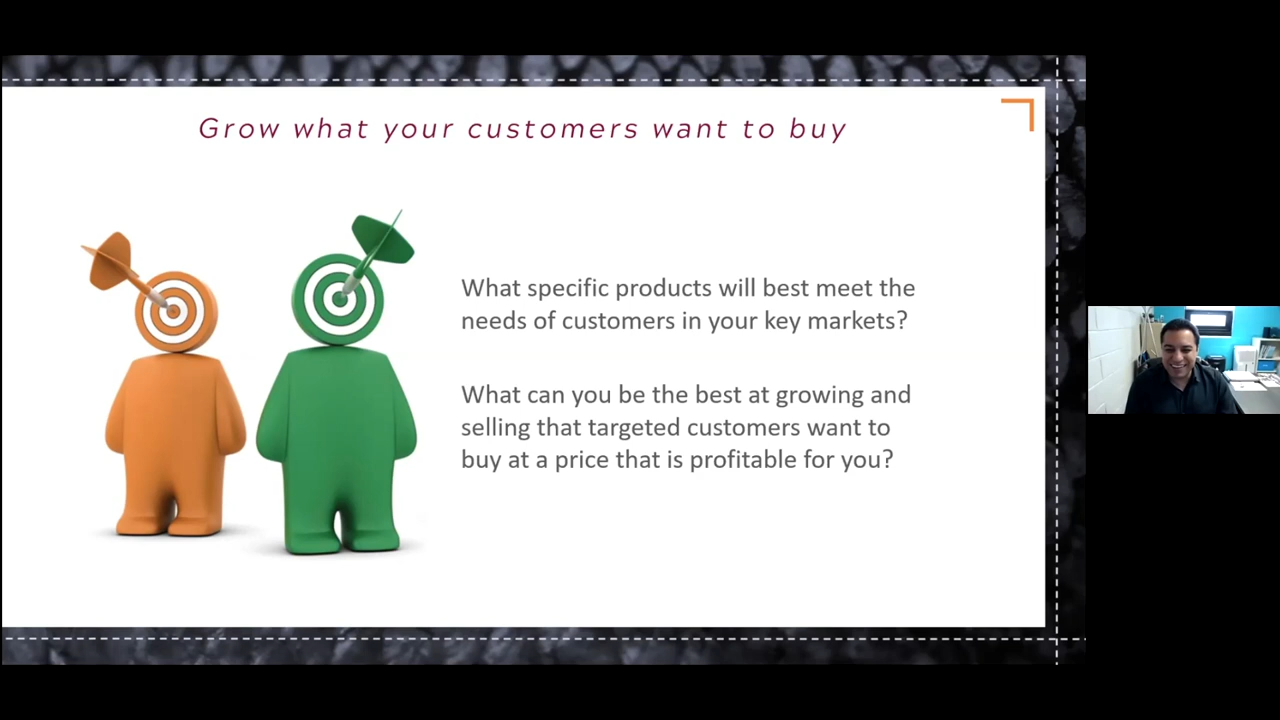 Grow what your customers want to buy
What specific products will best meet the
needs of customers in your key markets?
What can you be the best at growing and
selling that targeted customers want to
buy at a price that is profitable for you?